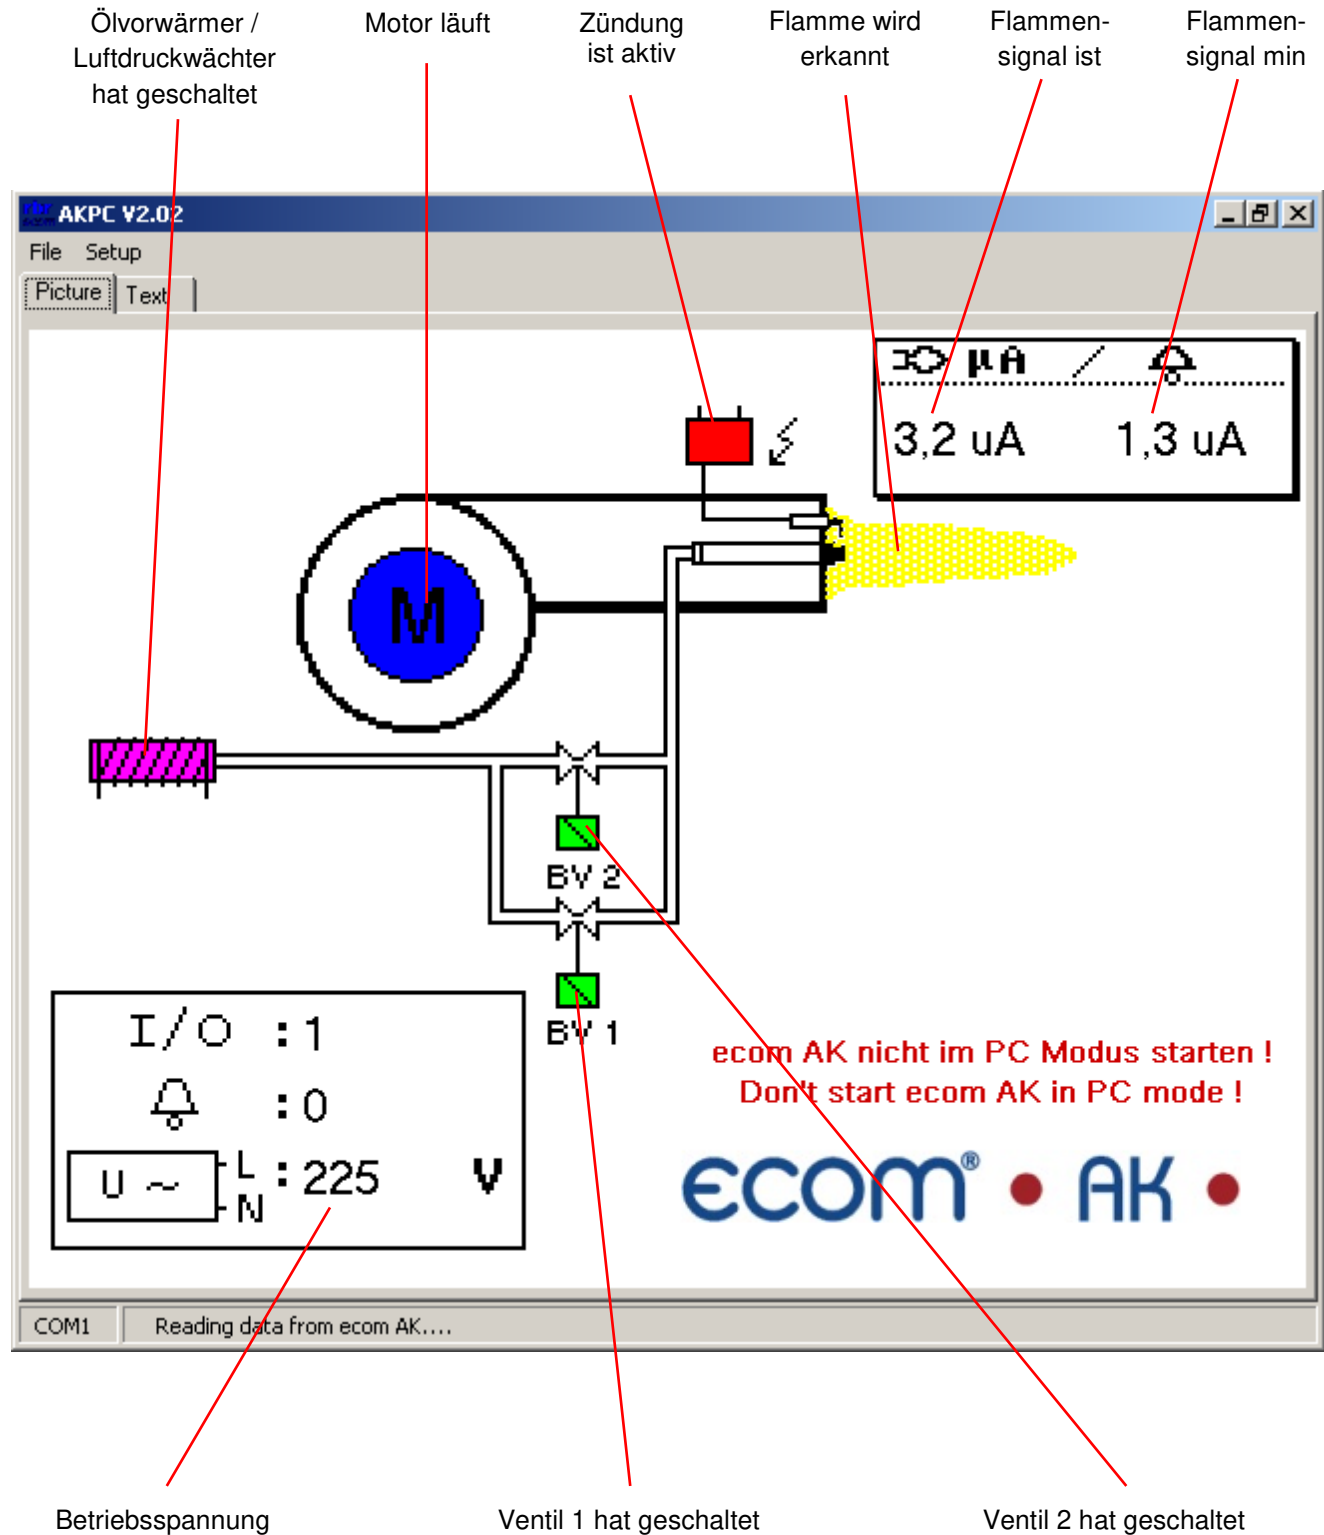 Ölvorwärmer /
Luftdruckwächter
hat geschaltet
Motor läuft
Zündung
ist aktiv
Flamme wird
erkannt
Flammen-
signal ist
Flammen-
signal min
AKPC V2.02
File Setup
Picture Text
µA /
3,2 uA 1,3 uA
M
BV 2
BV 1
I/O :1
:0
U ~ L N :225 V
ecom AK nicht im PC Modus starten !
Don't start ecom AK in PC mode !
ecom® • AK •
COM1 Reading data from ecom AK....
Betriebsspannung
Ventil 1 hat geschaltet
Ventil 2 hat geschaltet